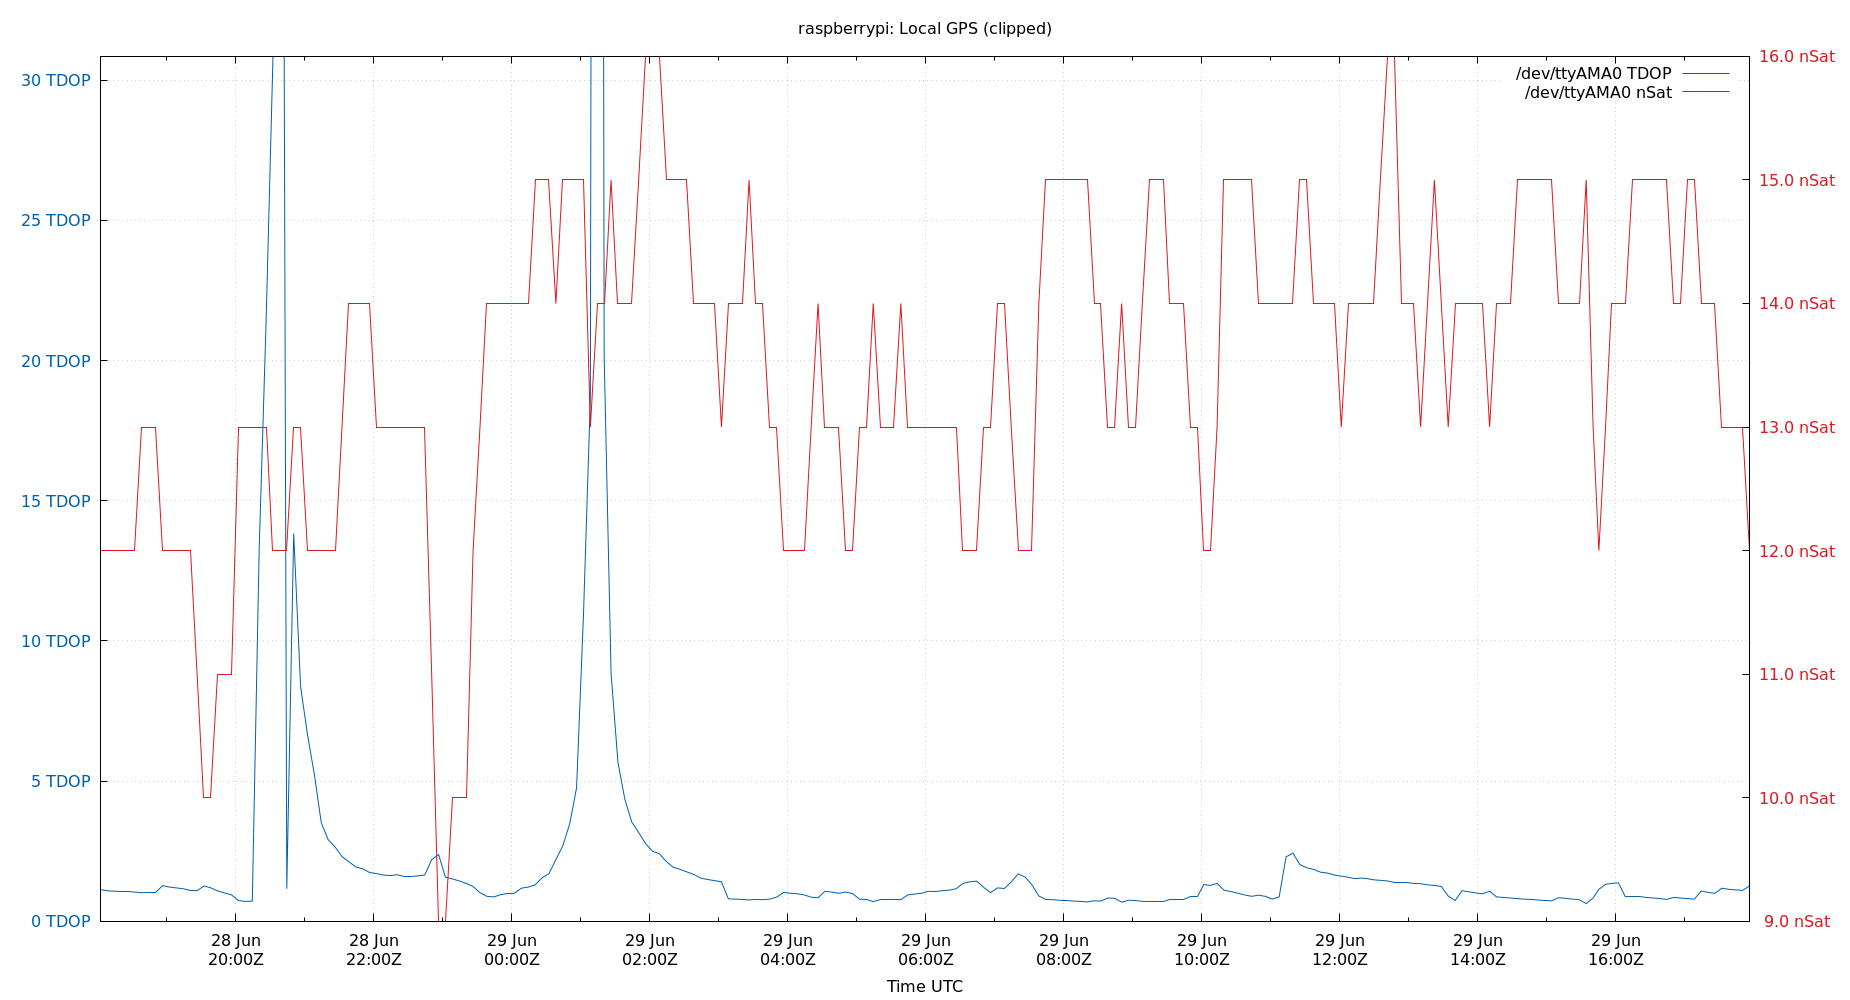 raspberrypi: Local GPS (clipped)
/dev/ttyAMA0 TDOP
/dev/ttyAMA0 nSat
30 TDOP
25 TDOP
20 TDOP
15 TDOP
10 TDOP
5 TDOP
0 TDOP
16.0 nSat
15.0 nSat
14.0 nSat
13.0 nSat
12.0 nSat
11.0 nSat
10.0 nSat
9.0 nSat
28 Jun
20:00Z
28 Jun
22:00Z
29 Jun
00:00Z
29 Jun
02:00Z
29 Jun
04:00Z
29 Jun
06:00Z
29 Jun
08:00Z
29 Jun
10:00Z
29 Jun
12:00Z
29 Jun
14:00Z
29 Jun
16:00Z
Time UTC